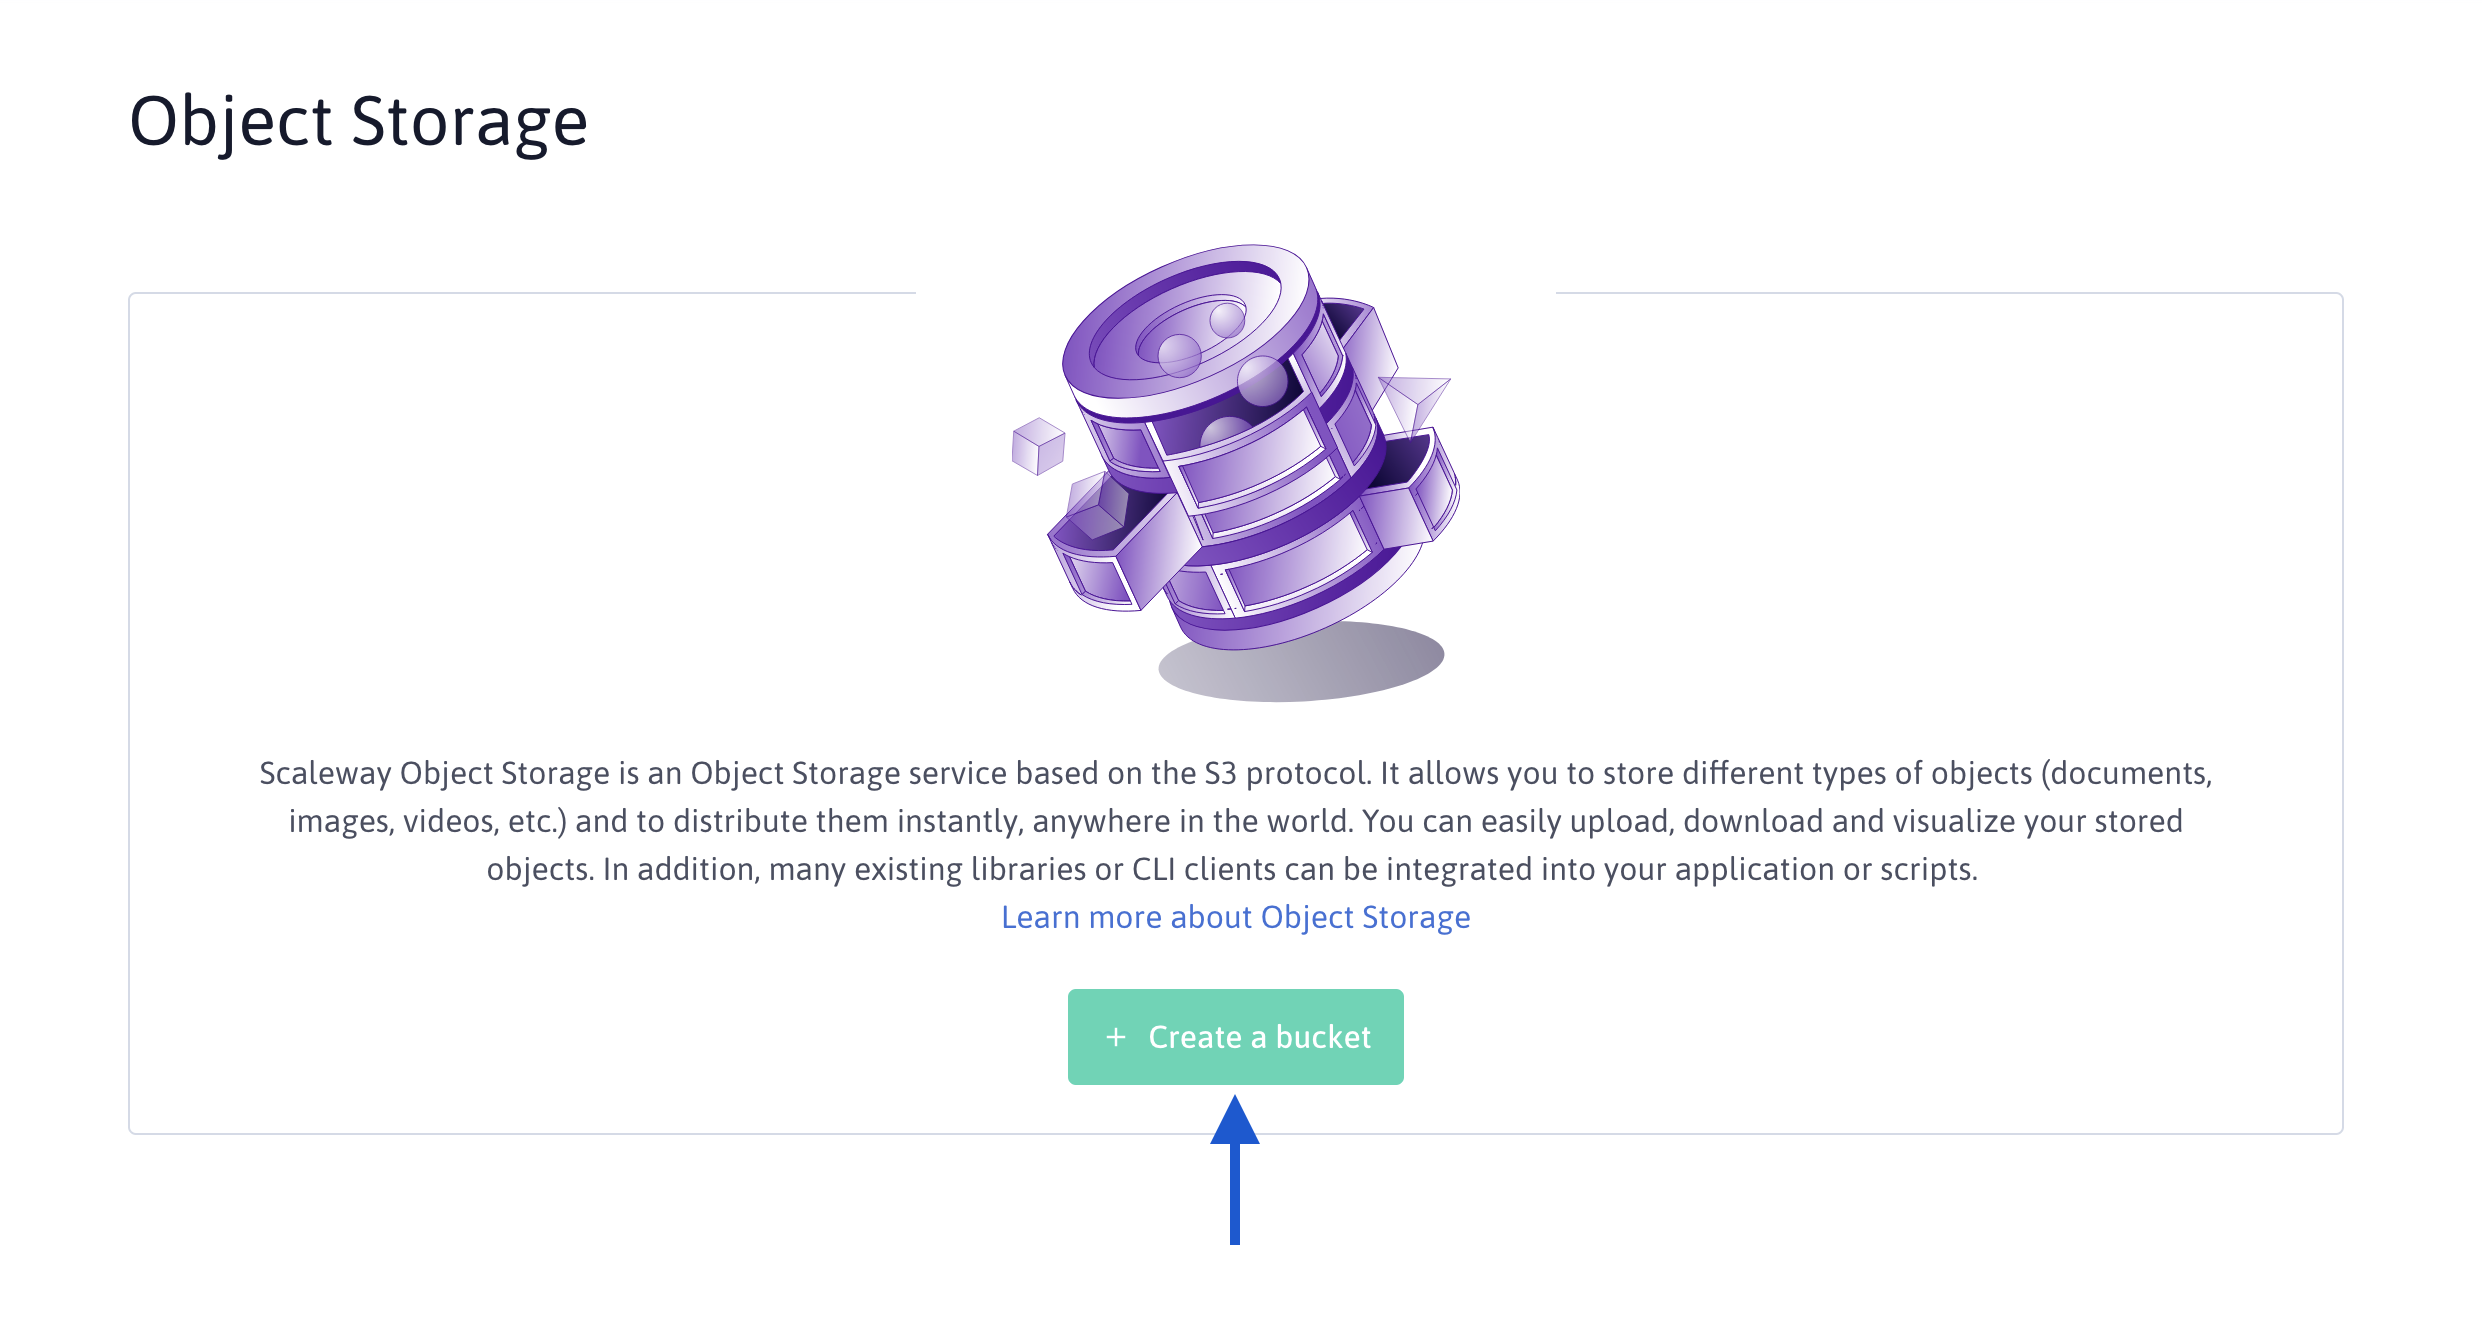 Object Storage
Scaleway Object Storage is an Object Storage service based on the S3 protocol. It allows you to store different types of objects (documents,
images, videos, etc.) and to distribute them instantly, anywhere in the world. You can easily upload, download and visualize your stored
objects. In addition, many existing libraries or CLI clients can be integrated into your application or scripts.
Learn more about Object Storage
+ Create a bucket